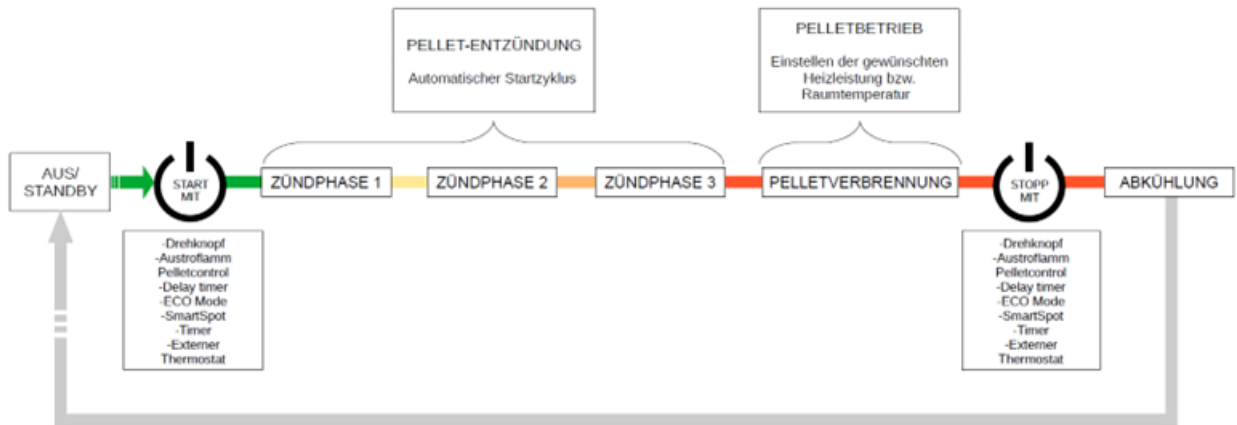 PELLET-ENTZÜNDUNG
Automatischer Startzyklus
PELLETBETRIEB
Einstellen der gewünschten
Heizleistung bzw.
Raumtemperatur
AUS/
STANDBY
START
MIT
ZÜNDPHASE 1
ZÜNDPHASE 2
ZÜNDPHASE 3
PELLETVERBRENNUNG
STOPP
MIT
ABKÜHLUNG
-Drehknopf
-Austroflamm
Pelletcontrol
-Delay timer
-ECO Mode
-SmartSpot
-Timer
-Externer
Thermostat
-Drehknopf
-Austroflamm
Pelletcontrol
-Delay timer
-ECO Mode
-SmartSpot
-Timer
-Externer
Thermostat